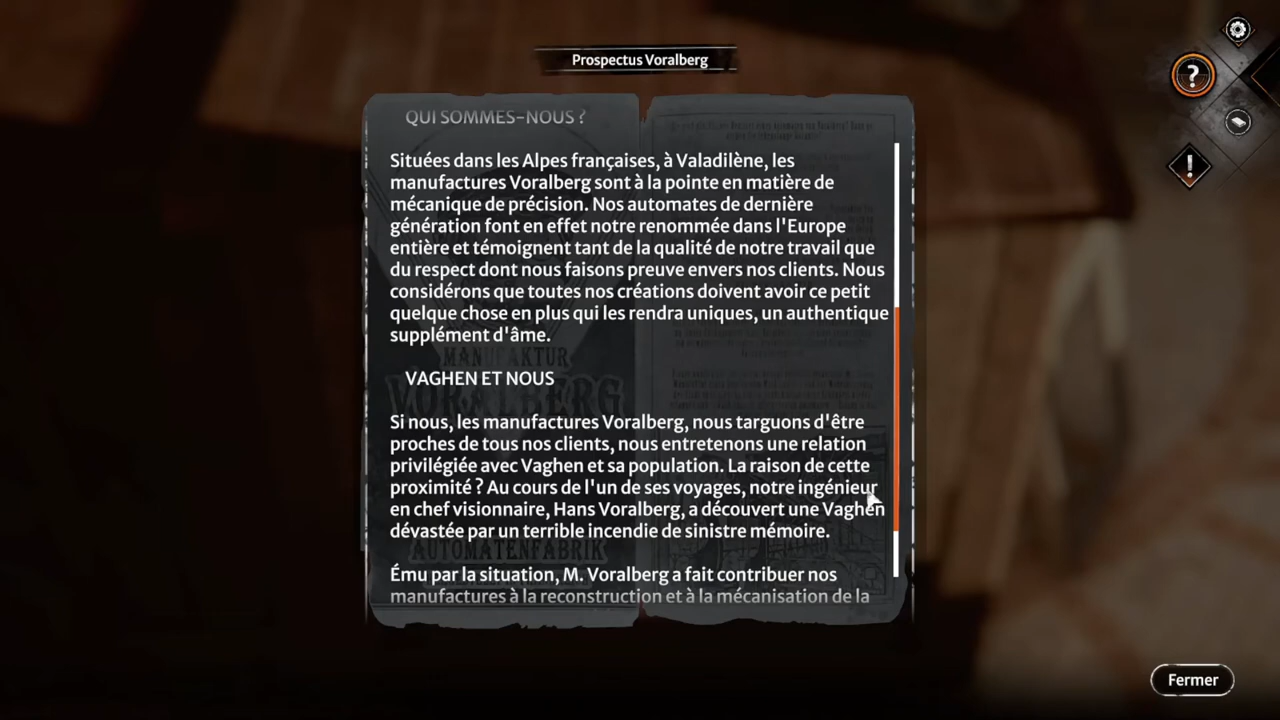 Prospectus Voralberg
QUI SOMMES-NOUS ?
Situées dans les Alpes françaises, à Valadilène, les
manufactures Voralberg sont à la pointe en matière de
mécanique de précision. Nos automates de dernière
génération font en effet notre renommée dans l'Europe
entière et témoignent tant de la qualité de notre travail que
du respect dont nous faisons preuve envers nos clients. Nous
considérons que toutes nos créations doivent avoir ce petit
quelque chose en plus qui les rendra uniques, un authentique
supplément d'âme.
MANUFAKTUR
VORALBERG
VAGHEN ET NOUS
Si nous, les manufactures Voralberg, nous targuons d'être
proches de tous nos clients, nous entretenons une relation
privilégiée avec Vaghen et sa population. La raison de cette
proximité ? Au cours de l'un de ses voyages, notre ingénieur
en chef visionnaire, Hans Voralberg, a découvert une Vaghen
dévastée par un terrible incendie de sinistre mémoire.
AUTOMATENFABRIK
Ému par la situation, M. Voralberg a fait contribuer nos
manufactures à la reconstruction et à la mécanisation de la
Fermer